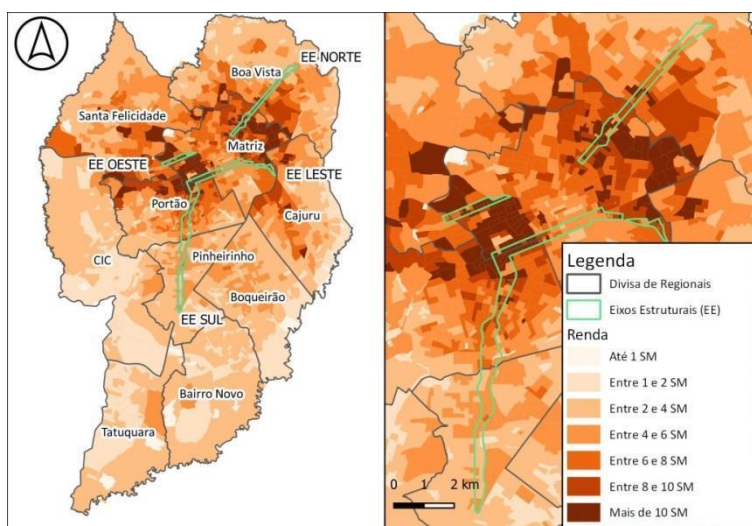 EE NORTE
Boa Vista
Santa Felicidade
EE OESTE
Matriz
EE LESTE
Portão
Cajuru
CIC
Pinheirinho
Boqueirão
EE SUL
Bairro Novo
Tatuquara
Legenda
Divisa de Regionais
Eixos Estruturais (EE)
Renda
Até 1 SM
Entre 1 e 2 SM
Entre 2 e 4 SM
Entre 4 e 6 SM
Entre 6 e 8 SM
Entre 8 e 10 SM
Mais de 10 SM
0 1 2 km